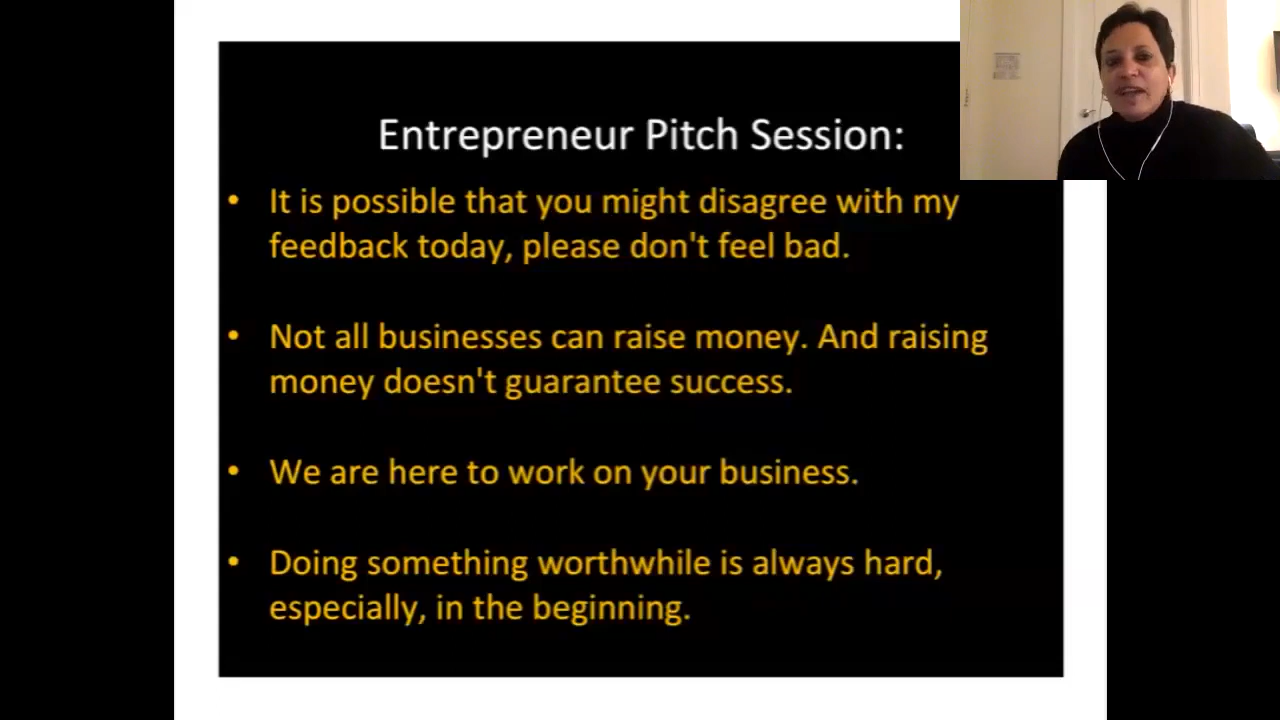 Entrepreneur Pitch Session:
• It is possible that you might disagree with my
feedback today, please don't feel bad.
• Not all businesses can raise money. And raising
money doesn't guarantee success.
• We are here to work on your business.
• Doing something worthwhile is always hard,
especially, in the beginning.